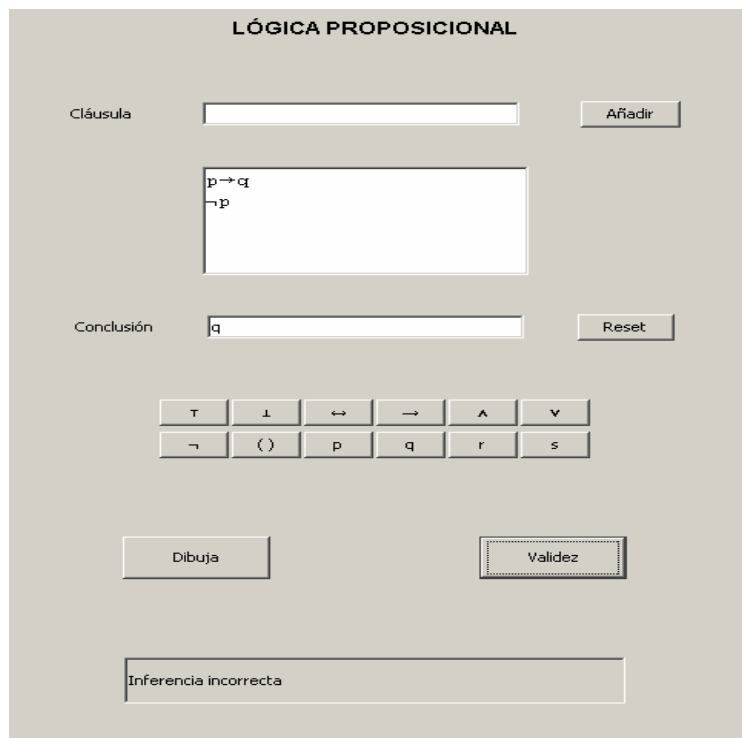 LÓGICA PROPOSICIONAL
Cláusula
Añadir
p→q
¬p
Conclusión
q
Reset
⊤ ⊥ ↔ → ∧ ∨
¬ () p q r s
Dibuja
Validez
Inferencia incorrecta